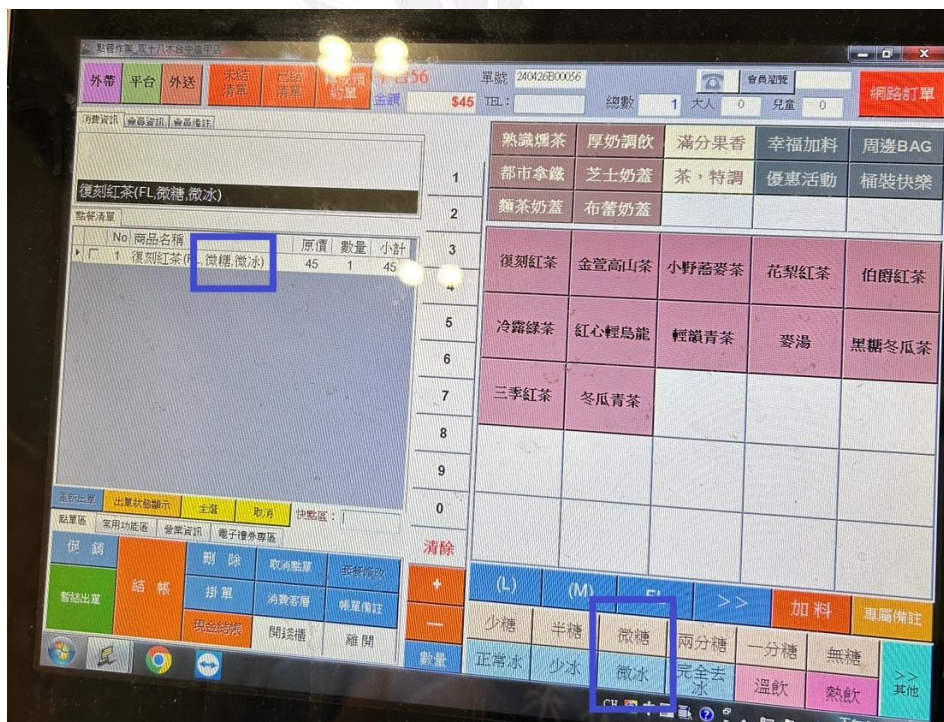 點餐作業_双十八木台中逢甲店
外帶 平台 外送 未結清單 已結清單 56
金額 $45
單號 240426B00056 會員瀏覽
TEL: 總數 1 大人 0 兒童 0 網路訂單
消費資訊 會員資訊 會員備註
復刻紅茶(FL,微糖,微冰)
點餐清單
No 商品名稱 原價 數量 小計
1 復刻紅茶(FL,微糖,微冰) 45 1 45
1
2
3
4
5
6
7
8
9
0
清除
+
—
數量
熟識燻茶 厚奶調飲 滿分果香 幸福加料 周邊BAG
都市拿鐵 芝士奶蓋 茶,特調 優惠活動 桶裝快樂
麵茶奶蓋 布蕾奶蓋
復刻紅茶 金萱高山茶 小野蕎麥茶 花梨紅茶 伯爵紅茶
冷露綠茶 紅心輕烏龍 輕韻青茶 麥湯 黑糖冬瓜茶
三季紅茶 冬瓜青茶
重新出單 出單狀態顯示 全選 取消 快點區:
點單區 常用功能區 營業資訊 電子禮券專區
促銷 結帳 刪除 取消點單 套餐修改
暫結出單 掛單 消費客層 帳單備註
現金結帳 開錢櫃 離開
(L) (M) FL >> 加料 專屬備註
少糖 半糖 微糖 兩分糖 一分糖 無糖
正常冰 少冰 微冰 完全去冰 溫飲 熱飲 >>其他
CH